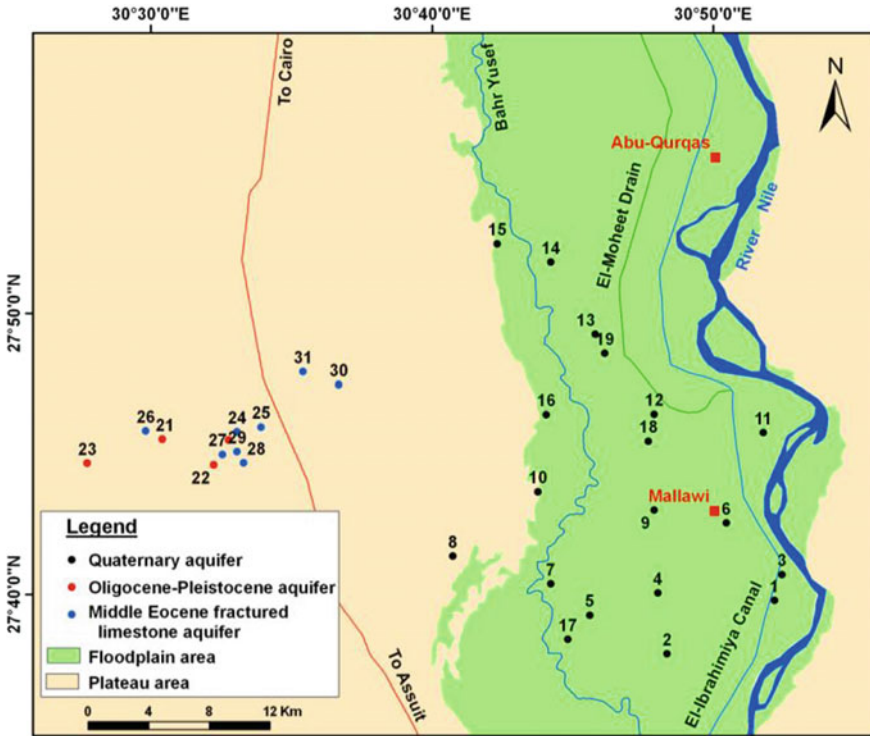 30°30'0"E
30°40'0"E
30°50'0"E
To Cairo
Bahr Yusef
N
Abu-Qurqas
El-Moheet Drain
River Nile
15
14
27°50'0"N
13
19
31
30
16
12
11
26
21
24
25
18
23
27
29
28
22
10
Mallawi
9
6
Legend
Quaternary aquifer
Oligocene-Pleistocene aquifer
Middle Eocene fractured
limestone aquifer
Floodplain area
Plateau area
0 4 8 12 Km
8
7
4
3
1
27°40'0"N
5
17
2
El-Ibrahimiya Canal
To Assuit